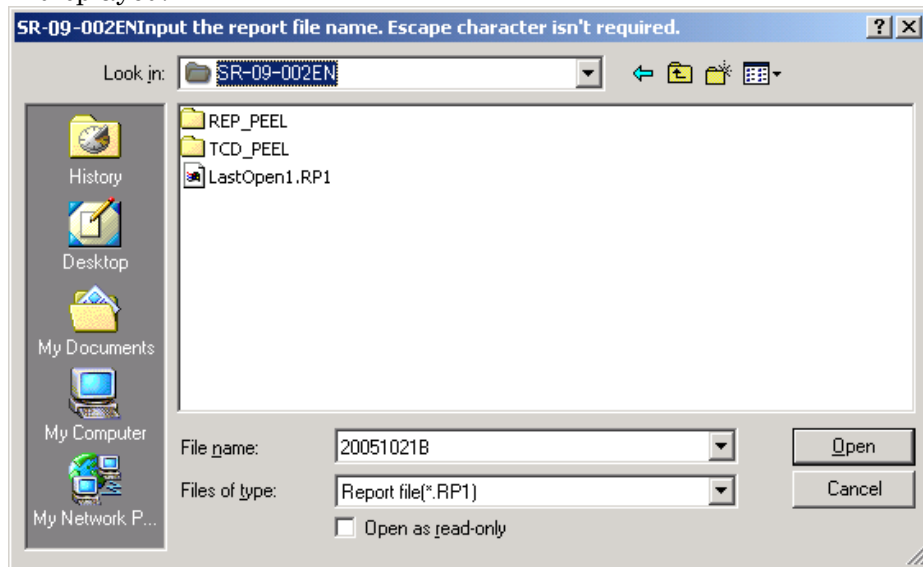 SR-09-002ENInput the report file name. Escape character isn't required.
Look in:
SR-09-002EN
REP_PEEL
TCD_PEEL
LastOpen1.RP1
History
Desktop
My Documents
My Computer
My Network P...
File name:
20051021B
Open
Files of type:
Report file(*.RP1)
Cancel
Open as read-only